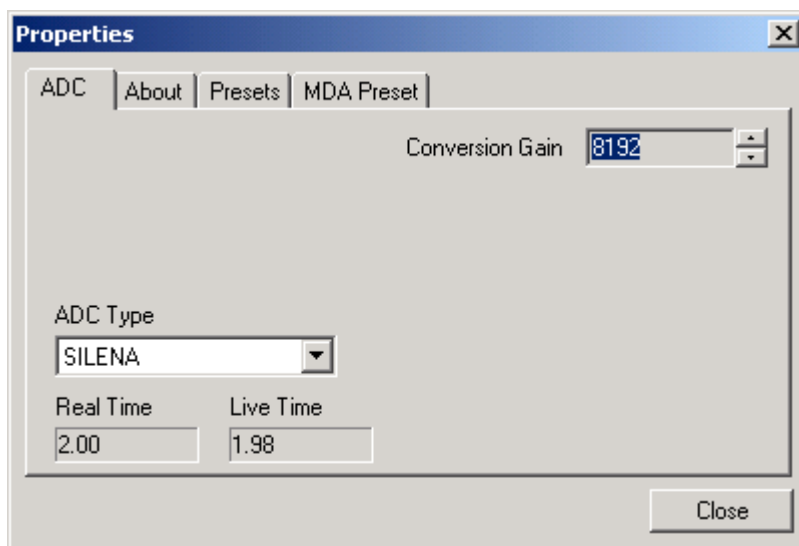 Properties
ADC About Presets MDA Preset
Conversion Gain 8192
ADC Type
SILENA
Real Time Live Time
2.00 1.98
Close